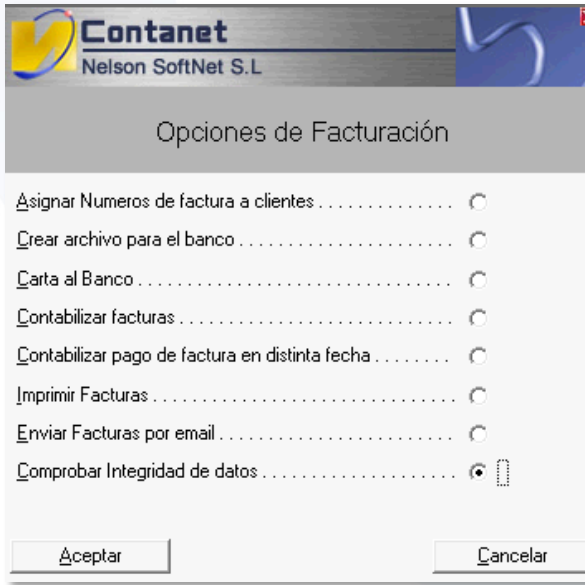 Contanet
Nelson SoftNet S.L
Opciones de Facturación
Asignar Numeros de factura a clientes . . . . . . . . . . . . . .
Crear archivo para el banco . . . . . . . . . . . . . . . . . . . . . .
Carta al Banco . . . . . . . . . . . . . . . . . . . . . . . . . . . . . . . .
Contabilizar facturas . . . . . . . . . . . . . . . . . . . . . . . . . . . .
Contabilizar pago de factura en distinta fecha . . . . . . . .
Imprimir Facturas . . . . . . . . . . . . . . . . . . . . . . . . . . . . . .
Enviar Facturas por email . . . . . . . . . . . . . . . . . . . . . . . .
Comprobar Integridad de datos . . . . . . . . . . . . . . . . . . . .
Aceptar Cancelar